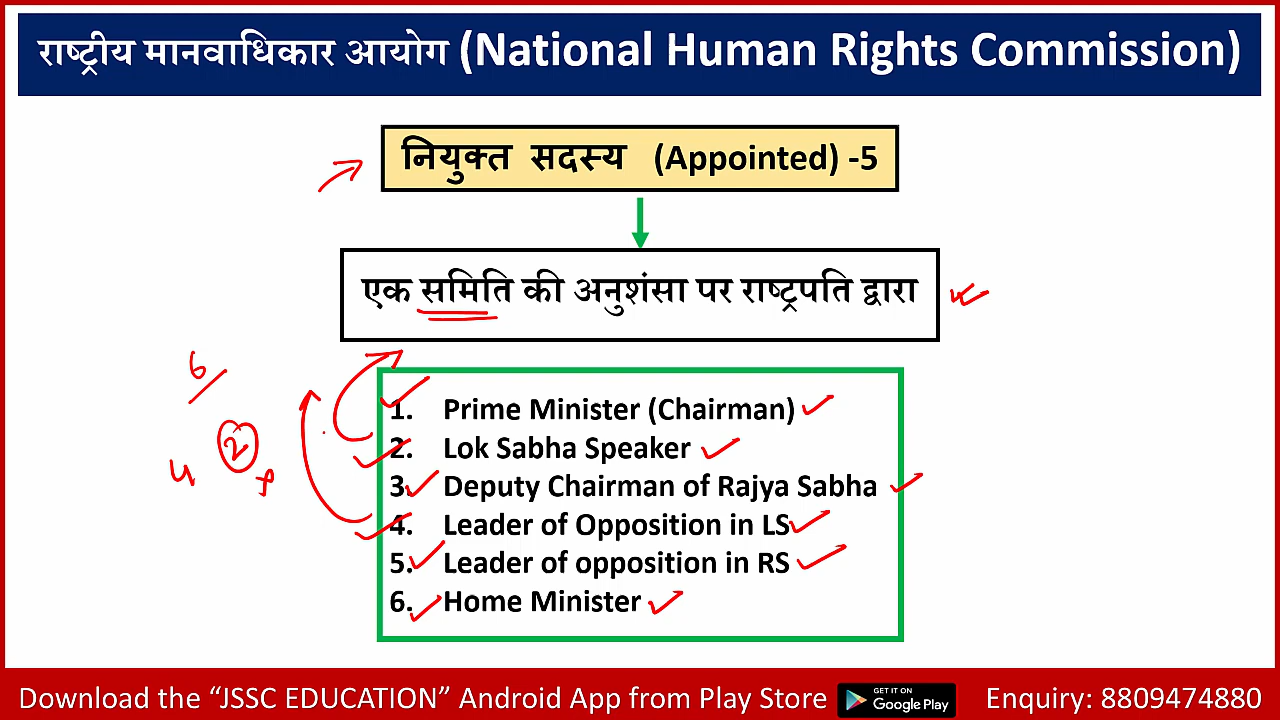 राष्ट्रीय मानवाधिकार आयोग (National Human Rights Commission)
नियुक्त सदस्य (Appointed) -5
एक समिति की अनुशंसा पर राष्ट्रपति द्वारा
6
2
4
1. Prime Minister (Chairman)
2. Lok Sabha Speaker
3. Deputy Chairman of Rajya Sabha
4. Leader of Opposition in LS
5. Leader of opposition in RS
6. Home Minister
Download the “JSSC EDUCATION” Android App from Play Store GET IT ON Google Play Enquiry: 8809474880